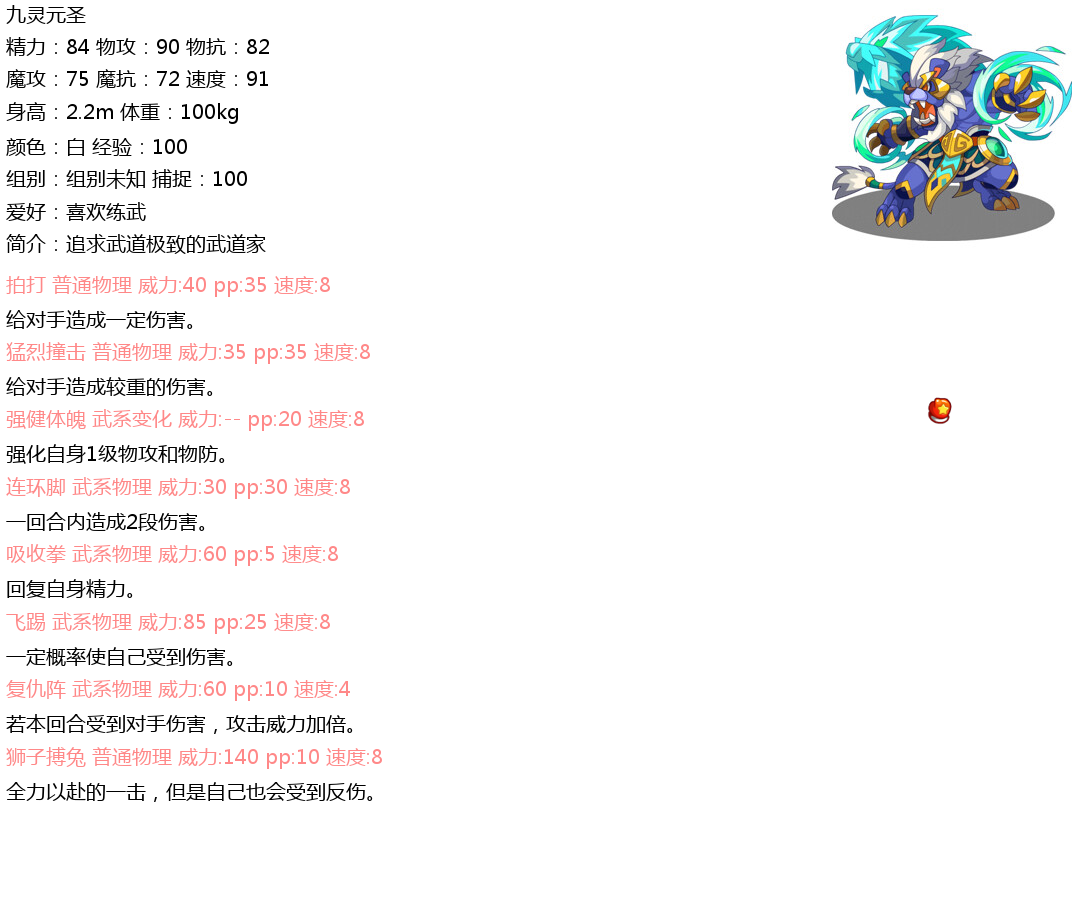 九灵元圣
精力：84 物攻：90 物抗：82
魔攻：75 魔抗：72 速度：91
身高：2.2m 体重：100kg
颜色：白 经验：100
组别：组别未知 捕捉：100
爱好：喜欢练武
简介：追求武道极致的武道家
拍打 普通物理 威力:40 pp:35 速度:8
给对手造成一定伤害。
猛烈撞击 普通物理 威力:35 pp:35 速度:8
给对手造成较重的伤害。
强健体魄 武系变化 威力:-- pp:20 速度:8
强化自身1级物攻和物防。
连环脚 武系物理 威力:30 pp:30 速度:8
一回合内造成2段伤害。
吸收拳 武系物理 威力:60 pp:5 速度:8
回复自身精力。
飞踢 武系物理 威力:85 pp:25 速度:8
一定概率使自己受到伤害。
复仇阵 武系物理 威力:60 pp:10 速度:4
若本回合受到对手伤害，攻击威力加倍。
狮子搏兔 普通物理 威力:140 pp:10 速度:8
全力以赴的一击，但是自己也会受到反伤。